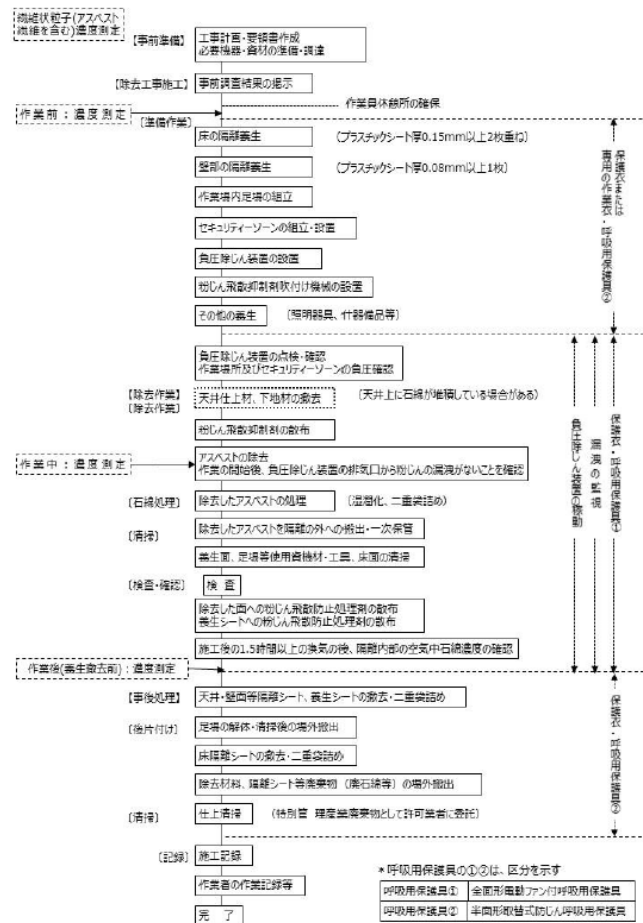 繊維状粒子(アスベスト
繊維を含む)濃度測定
【事前準備】
工事計画・要領書作成
必要機器・資材の準備・調達
【除去工事施工】
事前調査結果の掲示
作業員休憩所の確保
作業前：濃度測定
[準備作業]
床の隔離養生
(プラスチックシート厚0.15mm以上2枚重ね)
壁部の隔離養生
(プラスチックシート厚0.08mm以上1枚)
作業場内足場の組立
セキュリティーゾーンの組立・設置
負圧除じん装置の設置
粉じん飛散抑制剤吹付け機械の設置
その他の養生
〔照明器具、什器備品等〕
保護衣または
専用の作業衣・呼吸用保護具②
負圧除じん装置の点検・確認
作業場所及びセキュリティーゾーンの負圧確認
【除去作業】
〔除去作業〕
天井仕上材、下地材の撤去
(天井上に石綿が堆積している場合がある)
粉じん飛散抑制剤の散布
作業中：濃度測定
アスベストの除去
作業の開始後、負圧除じん装置の排気口から粉じんの漏洩がないことを確認
〔石綿処理〕
除去したアスベストの処理
〔湿潤化、二重袋詰め〕
〔清掃〕
除去したアスベストを隔離の外への搬出・一次保管
養生面、足場等使用資機材・工具、床面の清掃
〔検査・確認〕
検 査
除去した面への粉じん飛散防止処理剤の散布
養生シートへの粉じん飛散防止処理剤の散布
施工後の1.5時間以上の換気の後、隔離内部の空気中石綿濃度の確認
保護衣・呼吸用保護具①
漏洩の監視
負圧除じん装置の稼動
作業後(養生撤去前)：濃度測定
【事後処理】
天井・壁面等隔離シート、養生シートの撤去・二重袋詰め
〔後片付け〕
足場の解体・清掃後の場外搬出
床隔離シートの撤去・二重袋詰め
除去材料、隔離シート等廃棄物 (廃石綿等) の場外搬出
〔清掃〕
仕上清掃
(特別管 理産業廃棄物として許可業者に委託)
保護衣・呼吸用保護具②
〔記録〕
施工記録
作業者の作業記録等
完 了
*呼吸用保護具の①②は、区分を示す
呼吸用保護具① 全面形電動ファン付呼吸用保護具
呼吸用保護具② 半面形取替式防じん呼吸用保護具